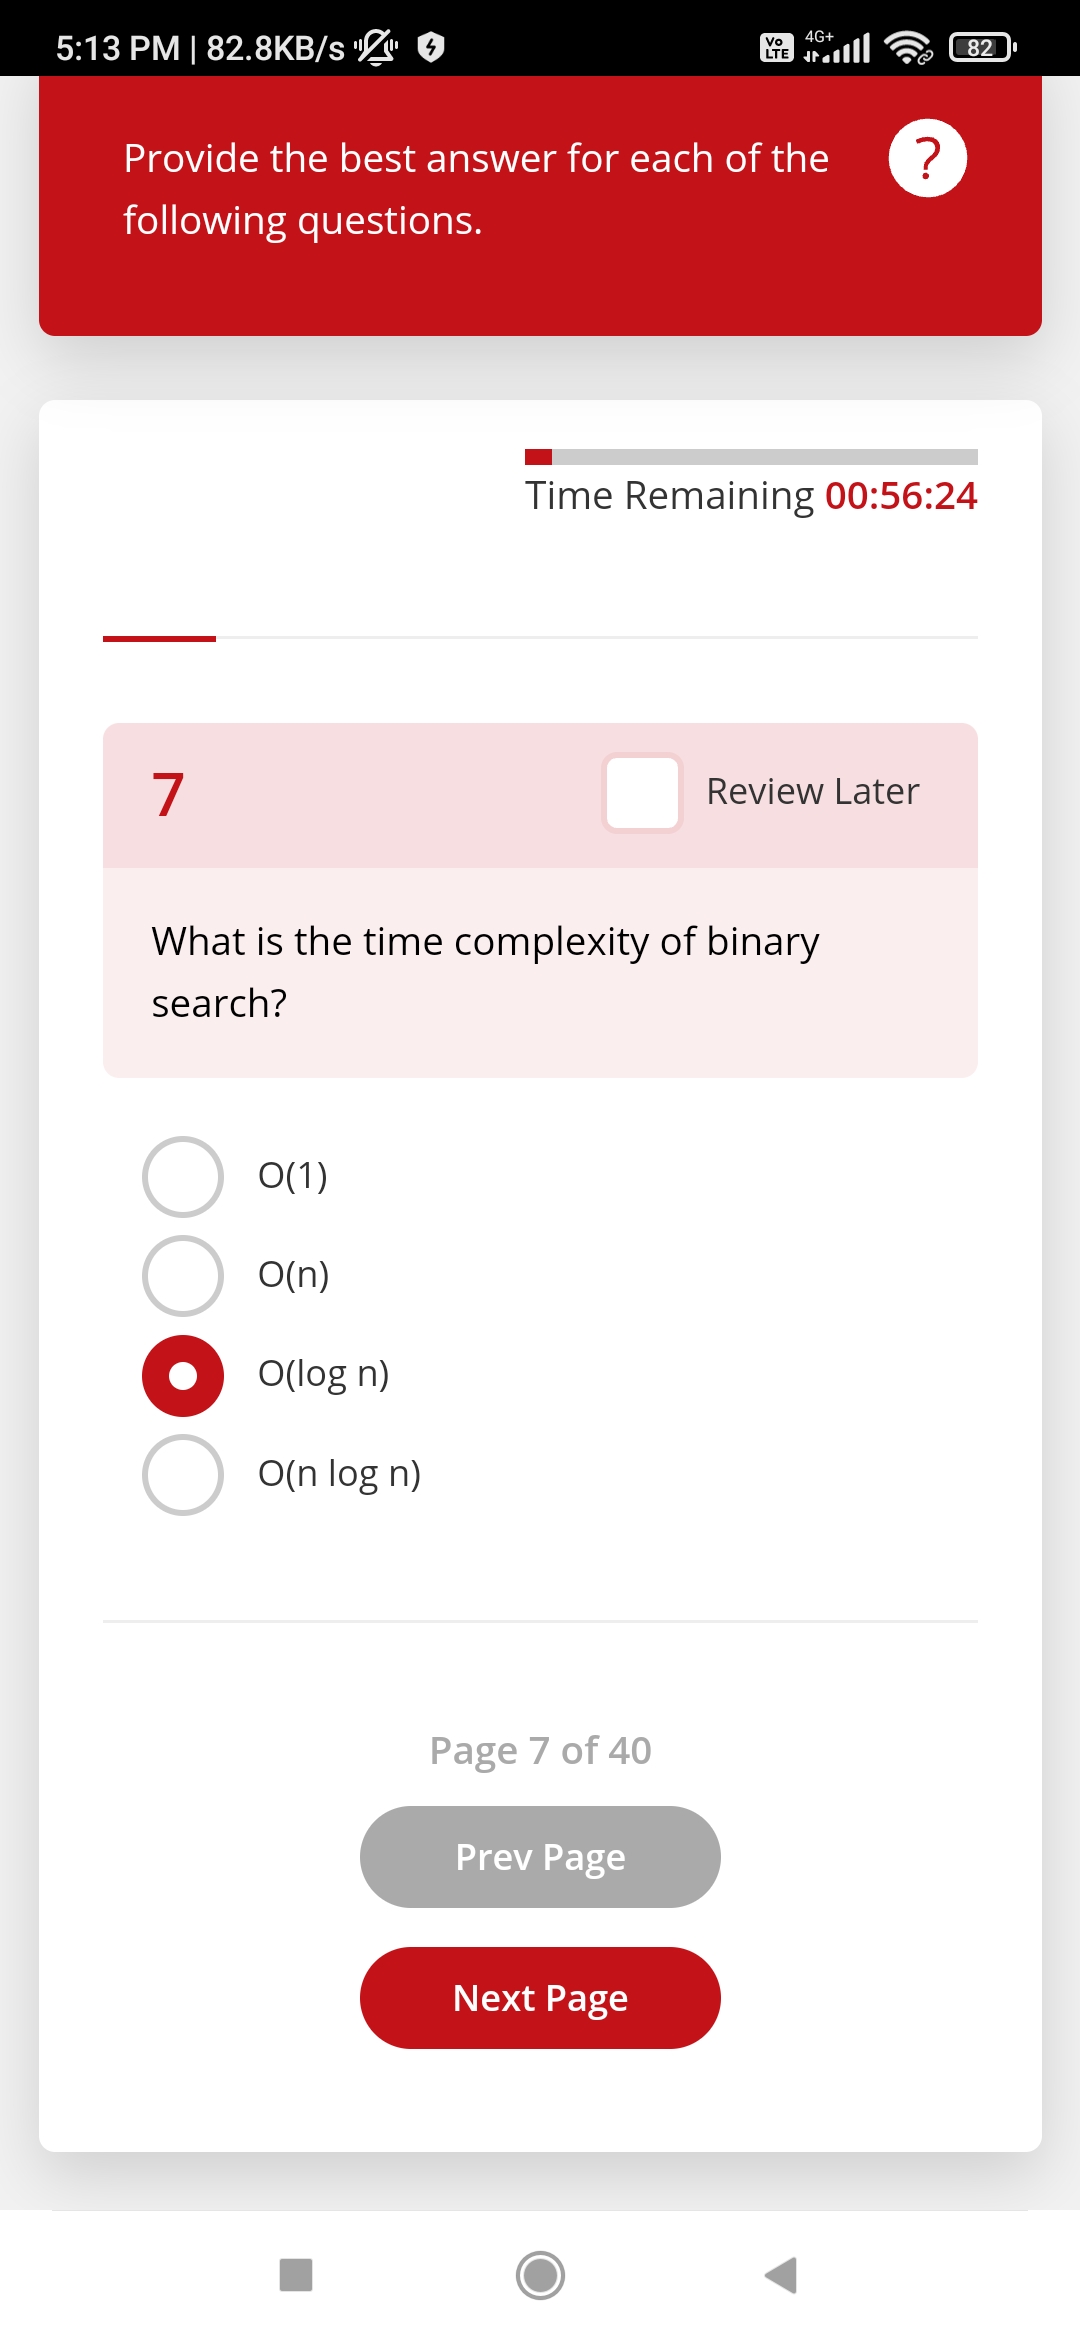 5:13 PM | 82.8KB/s
Vo LTE 4G+ 82
Provide the best answer for each of the
following questions.
?
Time Remaining 00:56:24
7
Review Later
What is the time complexity of binary
search?
O(1)
O(n)
O(log n)
O(n log n)
Page 7 of 40
Prev Page
Next Page